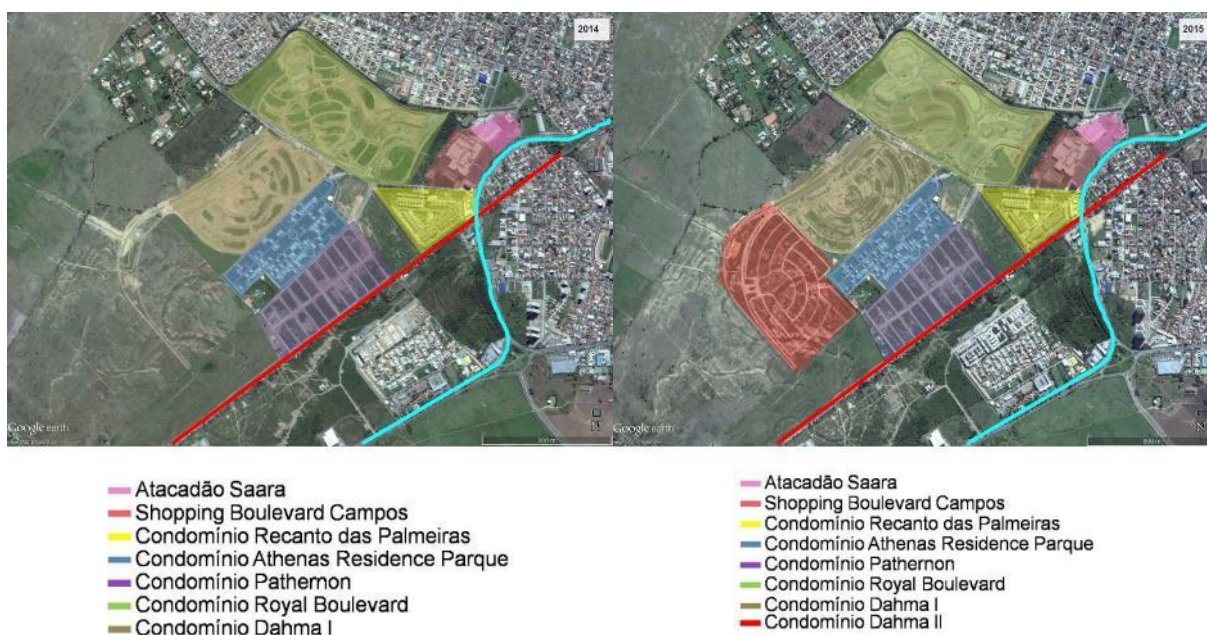 2014
2015
Google earth
Google earth
800 m
N
N
Atacadão Saara
Shopping Boulevard Campos
Condomínio Recanto das Palmeiras
Condomínio Athenas Residence Parque
Condomínio Pathernon
Condomínio Royal Boulevard
Condomínio Dahma I
Atacadão Saara
Shopping Boulevard Campos
Condomínio Recanto das Palmeiras
Condomínio Athenas Residence Parque
Condomínio Pathernon
Condomínio Royal Boulevard
Condomínio Dahma I
Condomínio Dahma II